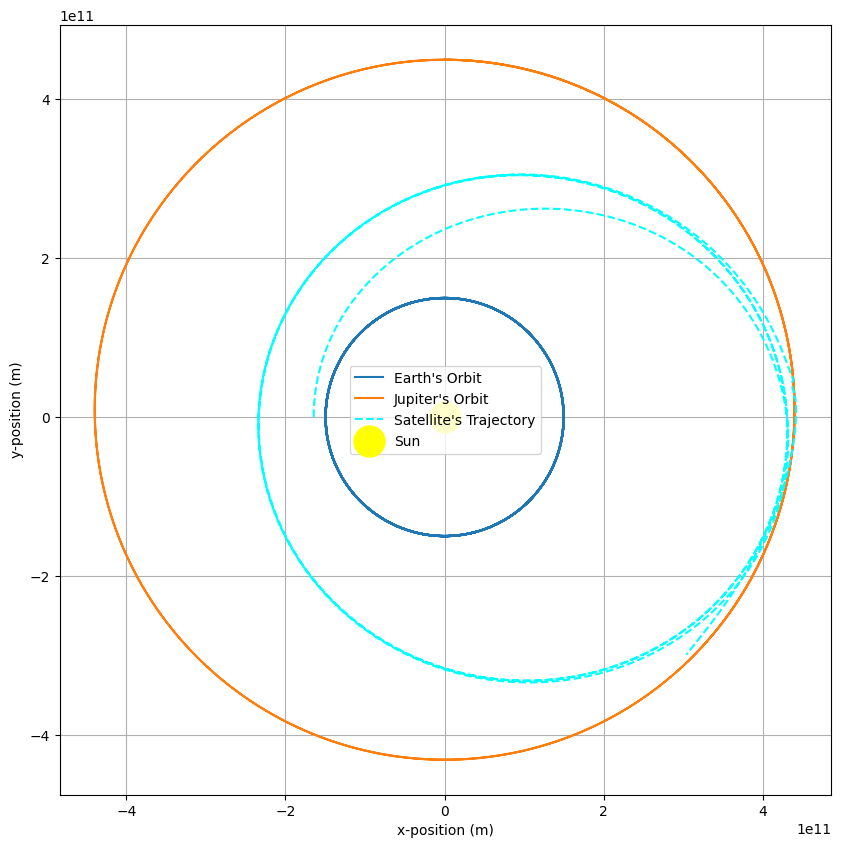 1e11
4
2
0
−2
−4
y-position (m)
Earth's Orbit
Jupiter's Orbit
Satellite's Trajectory
Sun
−4
−2
0
2
4
1e11
x-position (m)